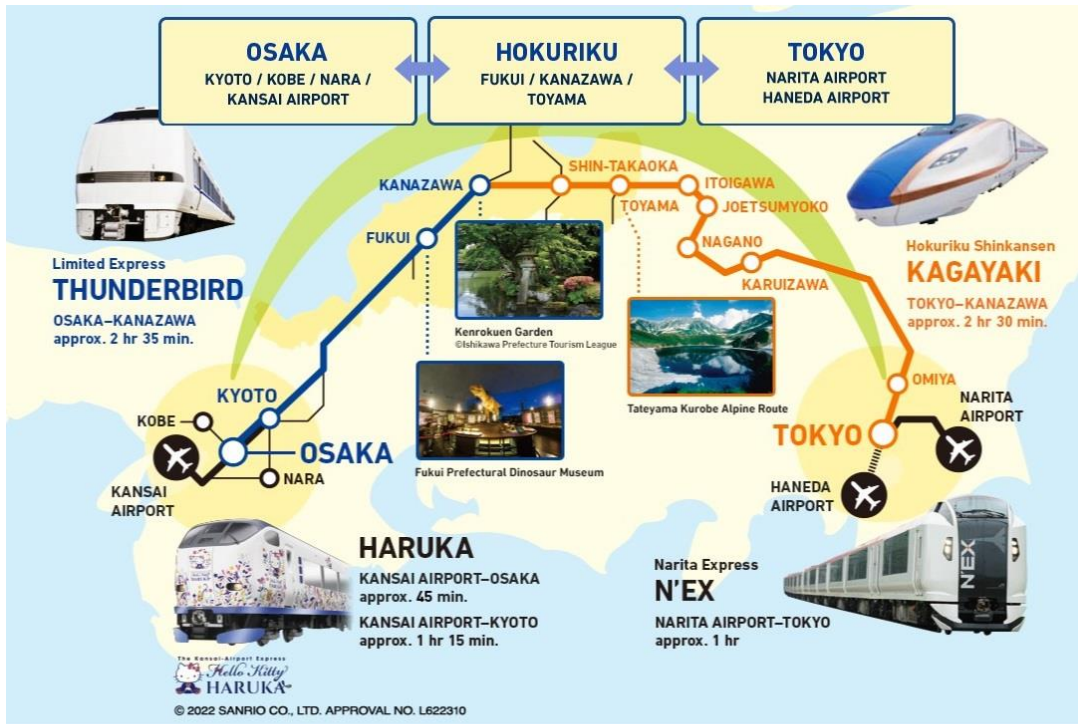 OSAKA
KYOTO / KOBE / NARA /
KANSAI AIRPORT
HOKURIKU
FUKUI / KANAZAWA /
TOYAMA
TOKYO
NARITA AIRPORT
HANEDA AIRPORT
Limited Express
THUNDERBIRD
OSAKA–KANAZAWA
approx. 2 hr 35 min.
KANAZAWA
FUKUI
SHIN-TAKAOKA
TOYAMA
ITOIGAWA
JOETSUMYOKO
NAGANO
KARUIZAWA
Hokuriku Shinkansen
KAGAYAKI
TOKYO–KANAZAWA
approx. 2 hr 30 min.
Kenrokuen Garden
©Ishikawa Prefecture Tourism League
Tateyama Kurobe Alpine Route
Fukui Prefectural Dinosaur Museum
KYOTO
KOBE
OSAKA
NARA
KANSAI
AIRPORT
OMIYA
NARITA
AIRPORT
TOKYO
HANEDA
AIRPORT
HARUKA
KANSAI AIRPORT–OSAKA
approx. 45 min.
KANSAI AIRPORT–KYOTO
approx. 1 hr 15 min.
Narita Express
N'EX
NARITA AIRPORT–TOKYO
approx. 1 hr
N'EX
The Kansai-Airport Express
Hello Kitty
HARUKA
© 2022 SANRIO CO., LTD. APPROVAL NO. L622310